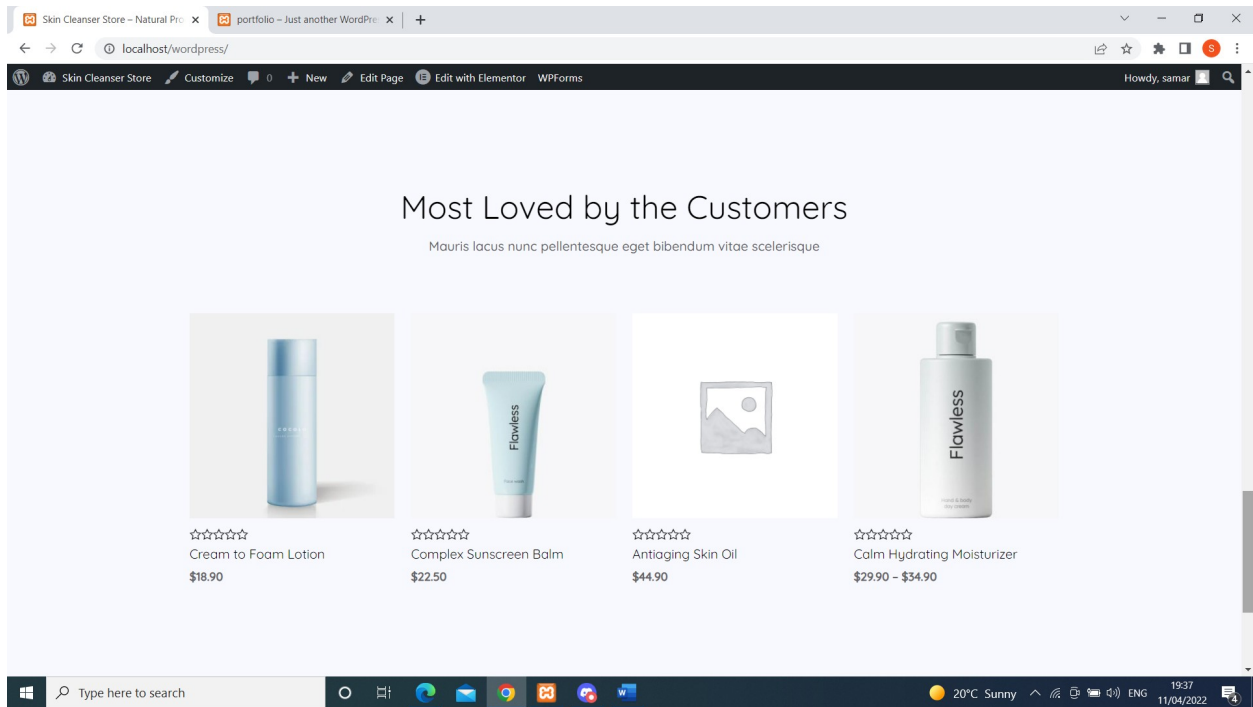 Skin Cleanser Store – Natural Pro
portfolio – Just another WordPre
localhost/wordpress/
S
Skin Cleanser Store Customize 0 New Edit Page Edit with Elementor WPForms Howdy, samar
Most Loved by the Customers
Mauris lacus nunc pellentesque eget bibendum vitae scelerisque
Flawless
Flawless
Cream to Foam Lotion
$18.90
Complex Sunscreen Balm
$22.50
Antiaging Skin Oil
$44.90
Calm Hydrating Moisturizer
$29.90 – $34.90
Type here to search
20°C Sunny
ENG
19:37
11/04/2022
4